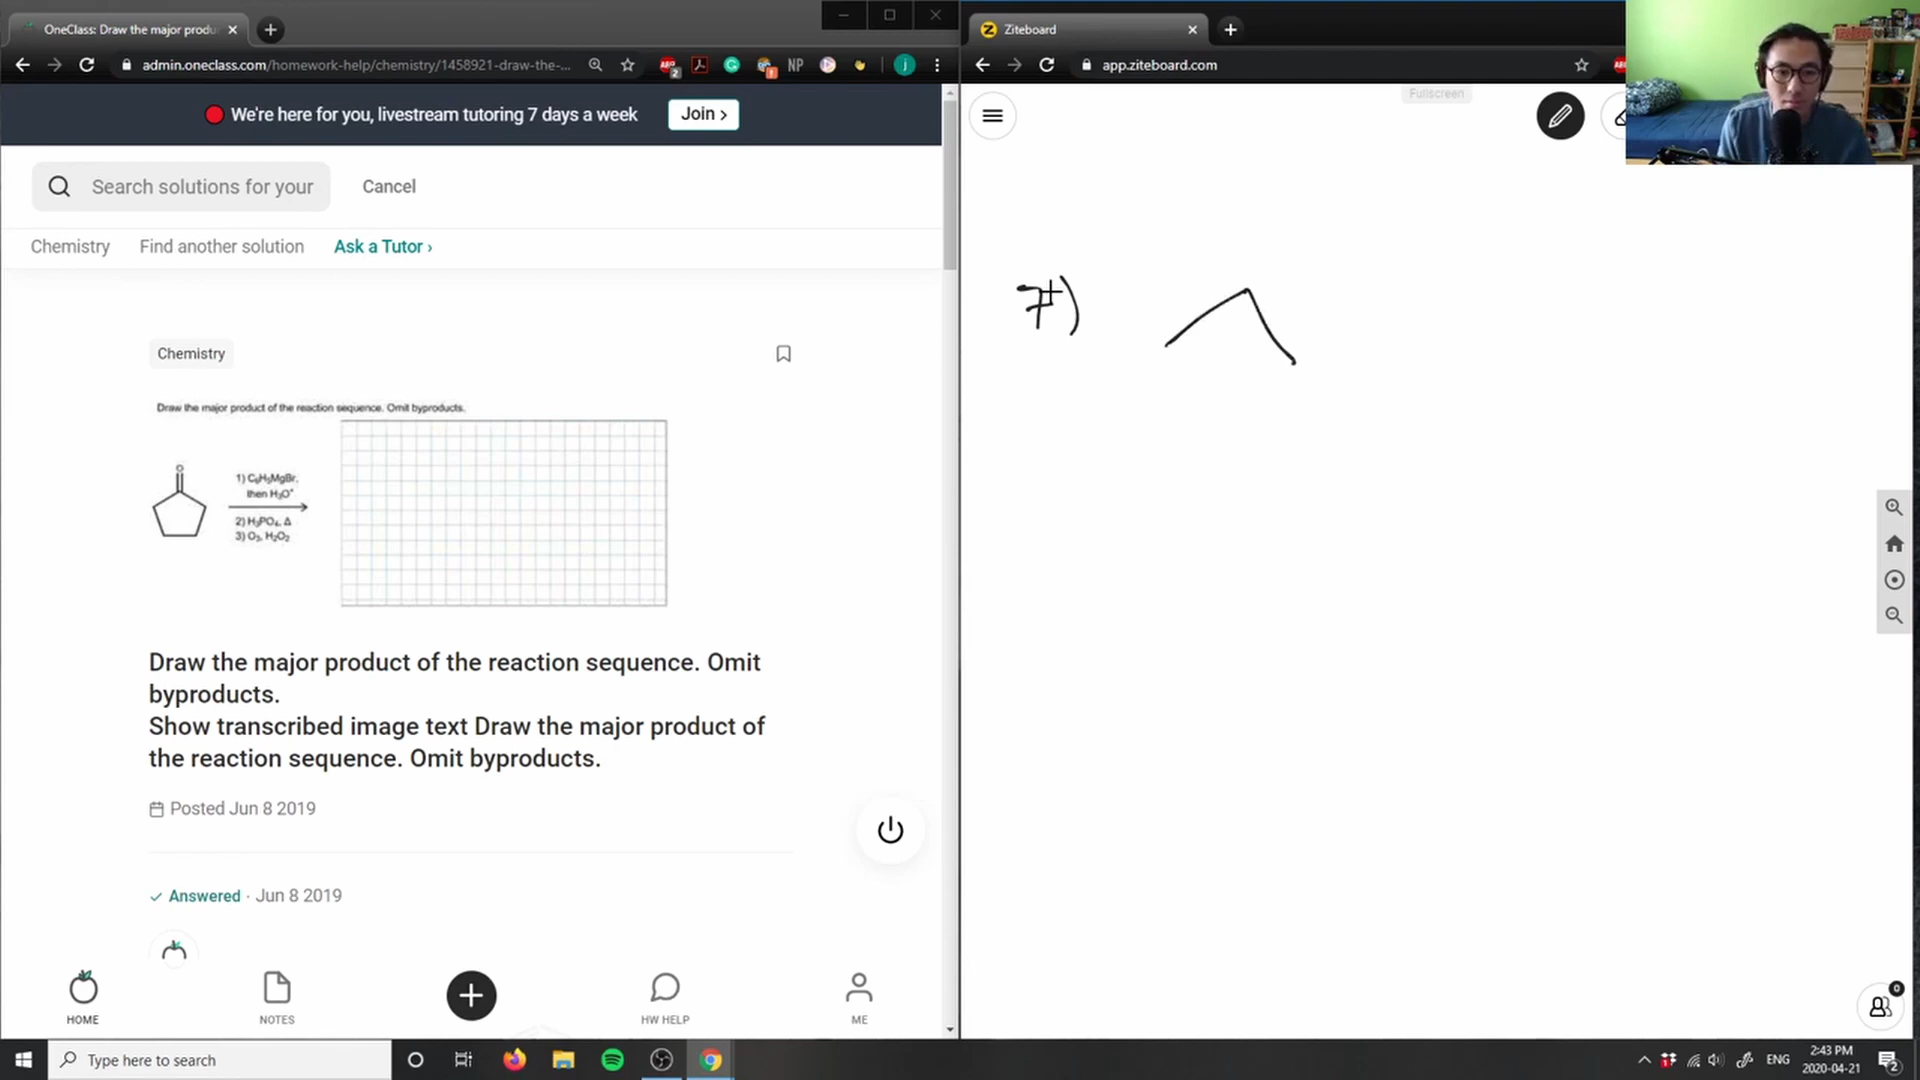 OneClass: Draw the major produ
admin.oneclass.com/homework-help/chemistry/1458921-draw-the-...
We're here for you, livestream tutoring 7 days a week
Join ›
Search solutions for your
Cancel
Chemistry
Find another solution
Ask a Tutor ›
Chemistry
Draw the major product of the reaction sequence. Omit byproducts.
O
1) C₆H₅MgBr,
then H₃O⁺
2) H₃PO₄, Δ
3) O₃, H₂O₂
Draw the major product of the reaction sequence. Omit
byproducts.
Show transcribed image text Draw the major product of
the reaction sequence. Omit byproducts.
Posted Jun 8 2019
Answered · Jun 8 2019
HOME
NOTES
HW HELP
ME
Ziteboard
app.ziteboard.com
Fullscreen
7)
0
Type here to search
ENG
2:43 PM
2020-04-21
2
NP